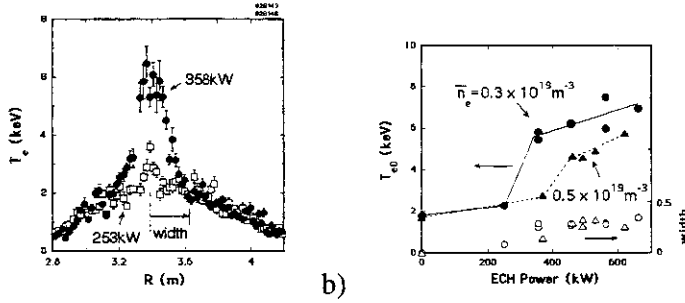 8
6
4
2
0
T_e (keV)
358kW
253kW
width
2.8
3.2
3.6
4.2
R (m)
b)
10
8
6
4
2
0
T_e0 (keV)
n̅_e=0.3 x 10^19 m^-3
0.5 x 10^19 m^-3
0.5
0
width
0
200
400
600
ECH Power (kW)